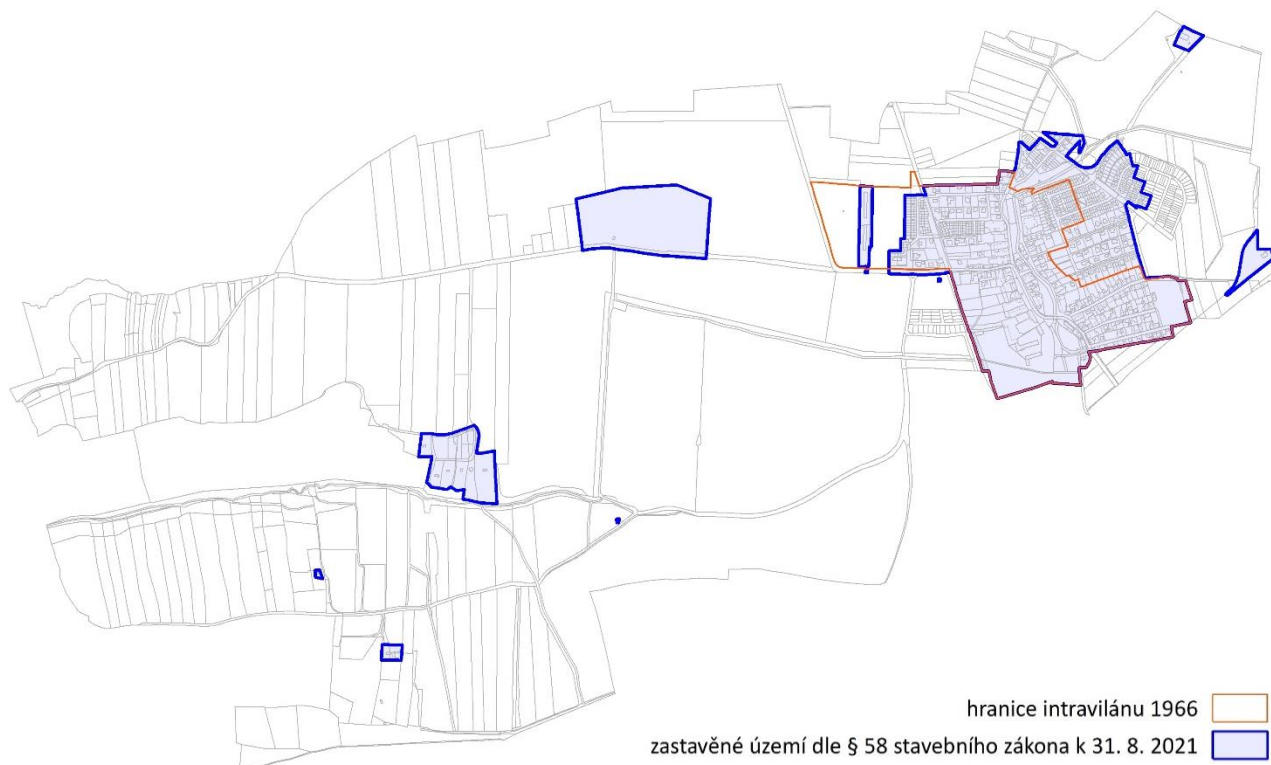 hranice intravilánu 1966
zastavěné území dle § 58 stavebního zákona k 31. 8. 2021